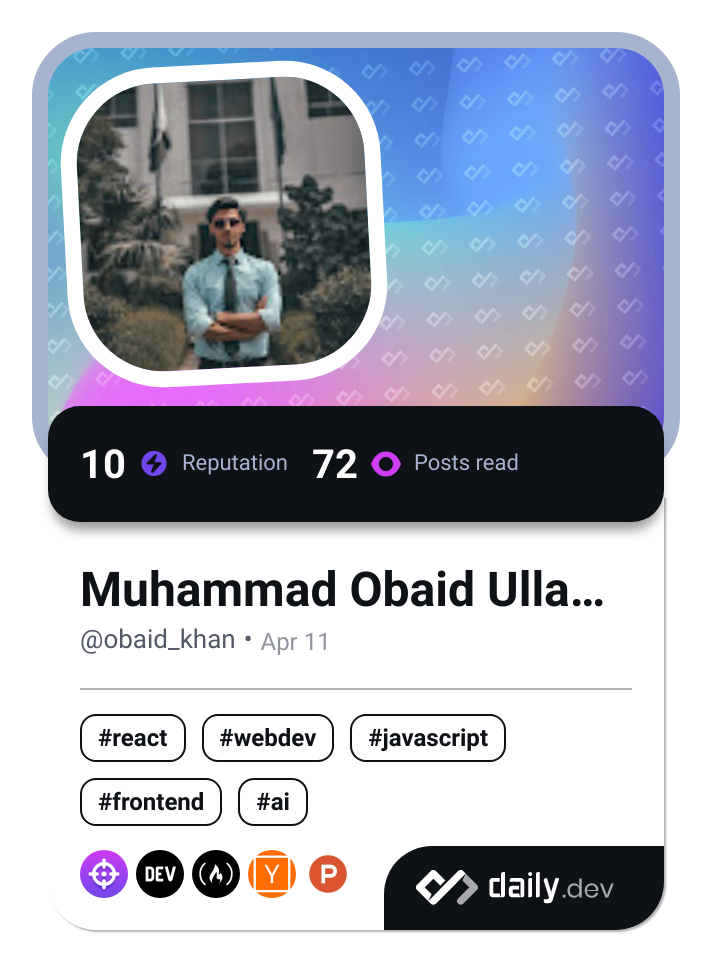 10 Reputation 72 Posts read
Muhammad Obaid Ulla...
@obaid_khan • Apr 11
#react #webdev #javascript
#frontend #ai
DEV Y P
daily.dev